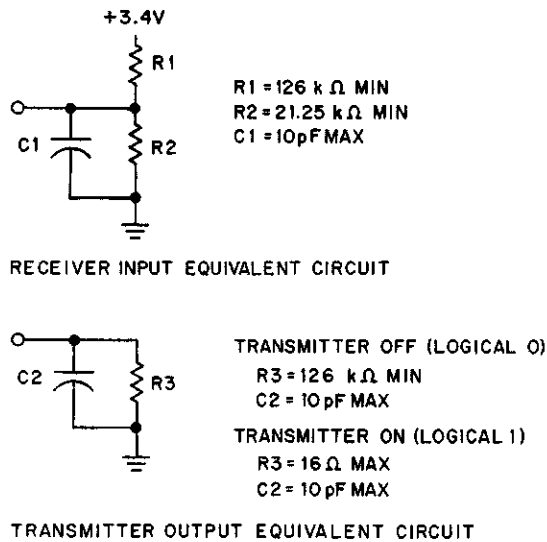 +3.4V
R1
R1 = 126 k Ω MIN
R2 = 21.25 k Ω MIN
C1 = 10pF MAX
C1
R2
RECEIVER INPUT EQUIVALENT CIRCUIT
TRANSMITTER OFF (LOGICAL 0)
R3 = 126 k Ω MIN
C2 = 10 pF MAX
C2
R3
TRANSMITTER ON (LOGICAL 1)
R3 = 16 Ω MAX
C2 = 10 pF MAX
TRANSMITTER OUTPUT EQUIVALENT CIRCUIT